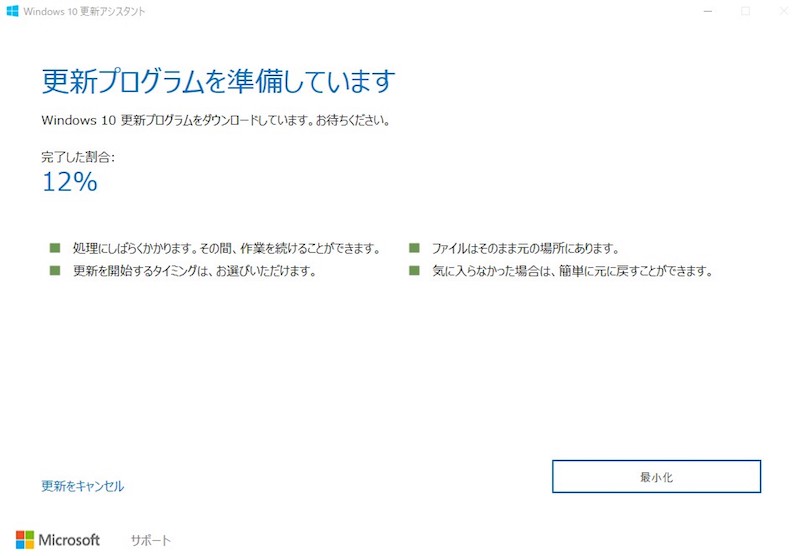 Windows 10 更新アシスタント
更新プログラムを準備しています
Windows 10 更新プログラムをダウンロードしています。お待ちください。
完了した割合:
12%
処理にしばらくかかります。その間、作業を続けることができます。
ファイルはそのまま元の場所にあります。
更新を開始するタイミングは、お選びいただけます。
気に入らなかった場合は、簡単に元に戻すことができます。
最小化
更新をキャンセル
Microsoft サポート